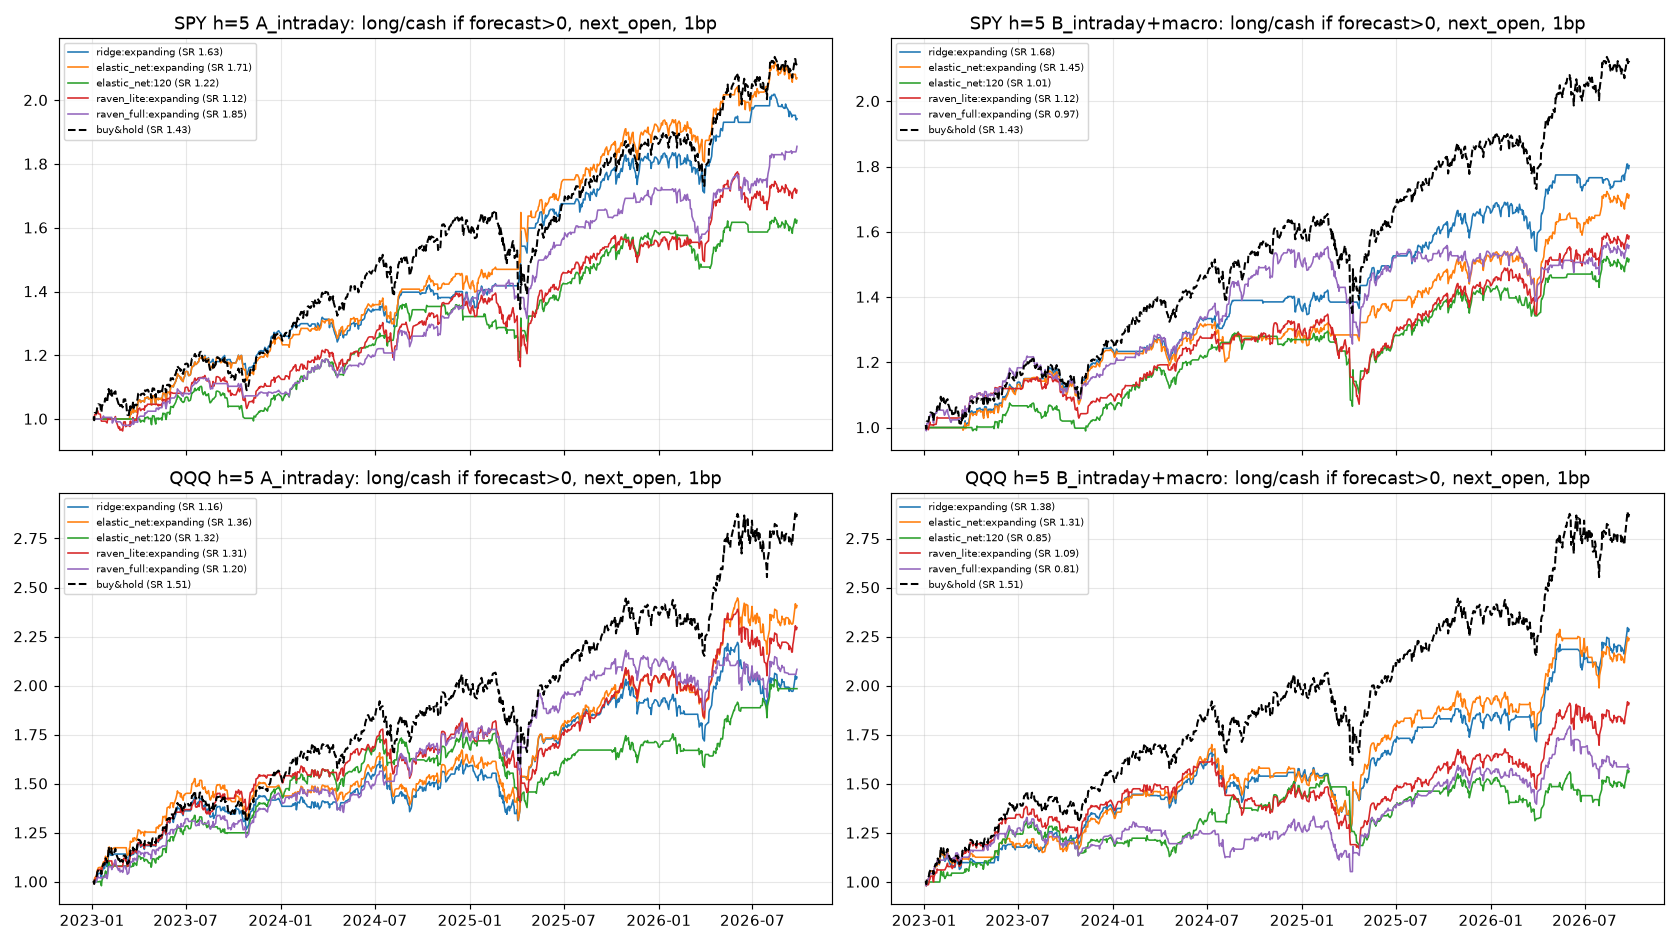 SPY h=5 A_intraday: long/cash if forecast>0, next_open, 1bp
ridge:expanding (SR 1.63)
elastic_net:expanding (SR 1.71)
elastic_net:120 (SR 1.22)
raven_lite:expanding (SR 1.12)
raven_full:expanding (SR 1.85)
buy&hold (SR 1.43)
2.0
1.8
1.6
1.4
1.2
1.0
SPY h=5 B_intraday+macro: long/cash if forecast>0, next_open, 1bp
ridge:expanding (SR 1.68)
elastic_net:expanding (SR 1.45)
elastic_net:120 (SR 1.01)
raven_lite:expanding (SR 1.12)
raven_full:expanding (SR 0.97)
buy&hold (SR 1.43)
2.0
1.8
1.6
1.4
1.2
1.0
QQQ h=5 A_intraday: long/cash if forecast>0, next_open, 1bp
ridge:expanding (SR 1.16)
elastic_net:expanding (SR 1.36)
elastic_net:120 (SR 1.32)
raven_lite:expanding (SR 1.31)
raven_full:expanding (SR 1.20)
buy&hold (SR 1.51)
2.75
2.50
2.25
2.00
1.75
1.50
1.25
1.00
2023-01 2023-07 2024-01 2024-07 2025-01 2025-07 2026-01 2026-07
QQQ h=5 B_intraday+macro: long/cash if forecast>0, next_open, 1bp
ridge:expanding (SR 1.38)
elastic_net:expanding (SR 1.31)
elastic_net:120 (SR 0.85)
raven_lite:expanding (SR 1.09)
raven_full:expanding (SR 0.81)
buy&hold (SR 1.51)
2.75
2.50
2.25
2.00
1.75
1.50
1.25
1.00
2023-01 2023-07 2024-01 2024-07 2025-01 2025-07 2026-01 2026-07